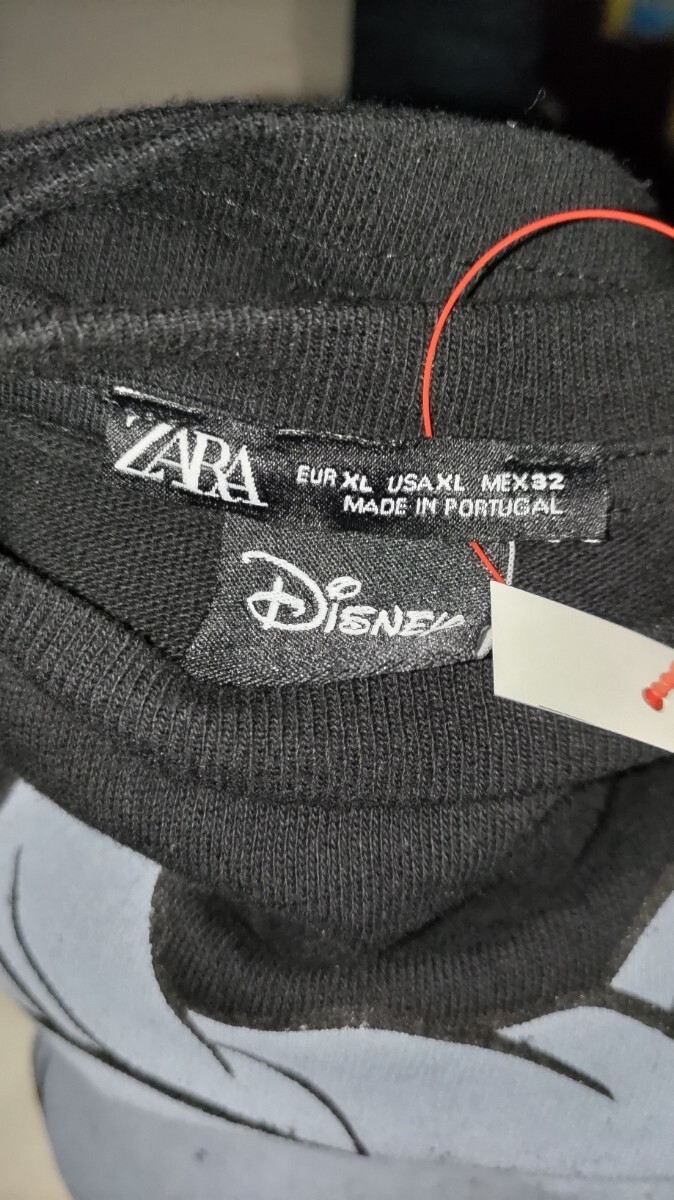 ZARA
EUR XL USA XL MEX 32
MADE IN PORTUGAL
Disney